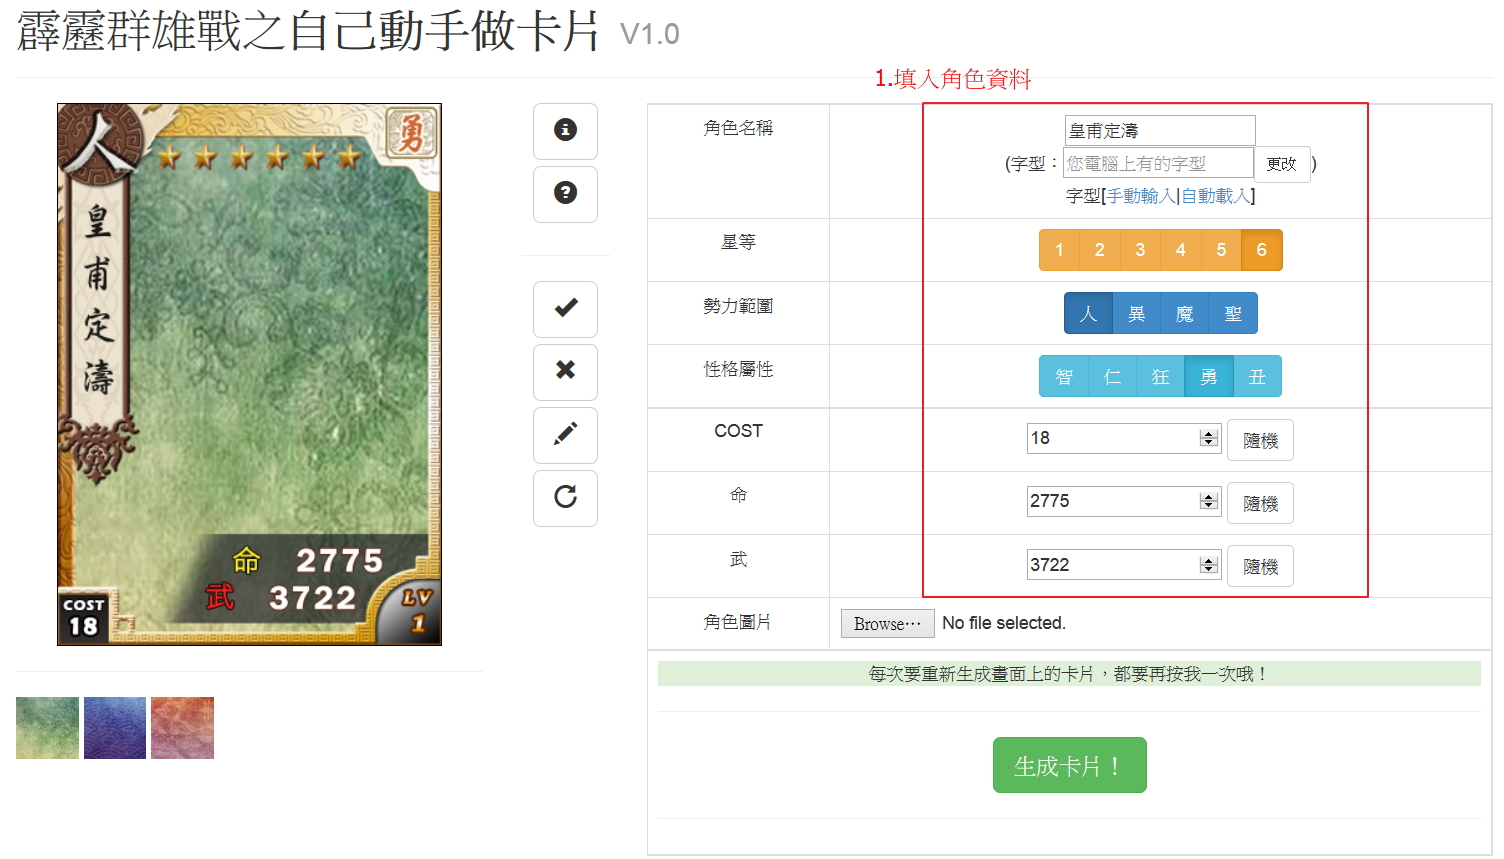 霹靂群雄戰之自己動手做卡片 V1.0
1.填入角色資料
人
勇
皇甫定濤
命 2775
武 3722
COST
18
LV
1
角色名稱
皇甫定濤
(字型：您電腦上有的字型 更改)
字型[手動輸入|自動載入]
星等
1 2 3 4 5 6
勢力範圍
人 異 魔 聖
性格屬性
智 仁 狂 勇 丑
COST
18 隨機
命
2775 隨機
武
3722 隨機
角色圖片
Browse… No file selected.
每次要重新生成畫面上的卡片，都要再按我一次哦！
生成卡片！